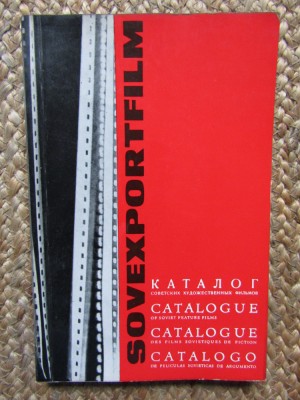 SOVEXPORTFILM
КАТАЛОГ
СОВЕТСКИХ ХУДОЖЕСТВЕННЫХ ФИЛЬМОВ
CATALOGUE
OF SOVIET FEATURE FILMS
CATALOGUE
DES FILMS SOVIETIQUES DE FICTION
CATALOGO
DE PELICULAS SOVIETICAS DE ARGUMENTO